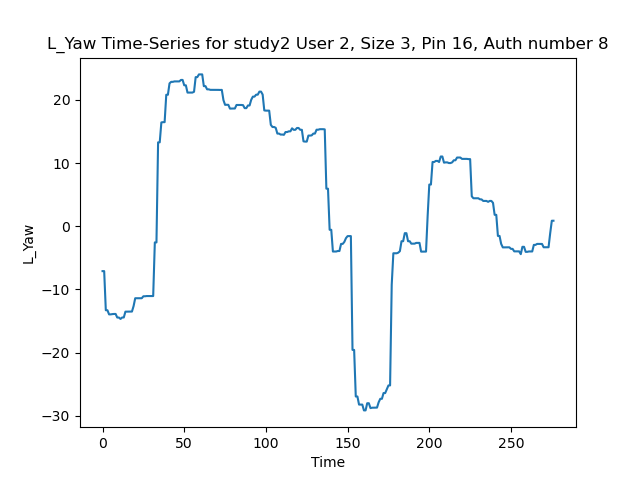 L_Yaw Time-Series for study2 User 2, Size 3, Pin 16, Auth number 8
20
10
0
−10
−20
−30
L_Yaw
0 50 100 150 200 250
Time